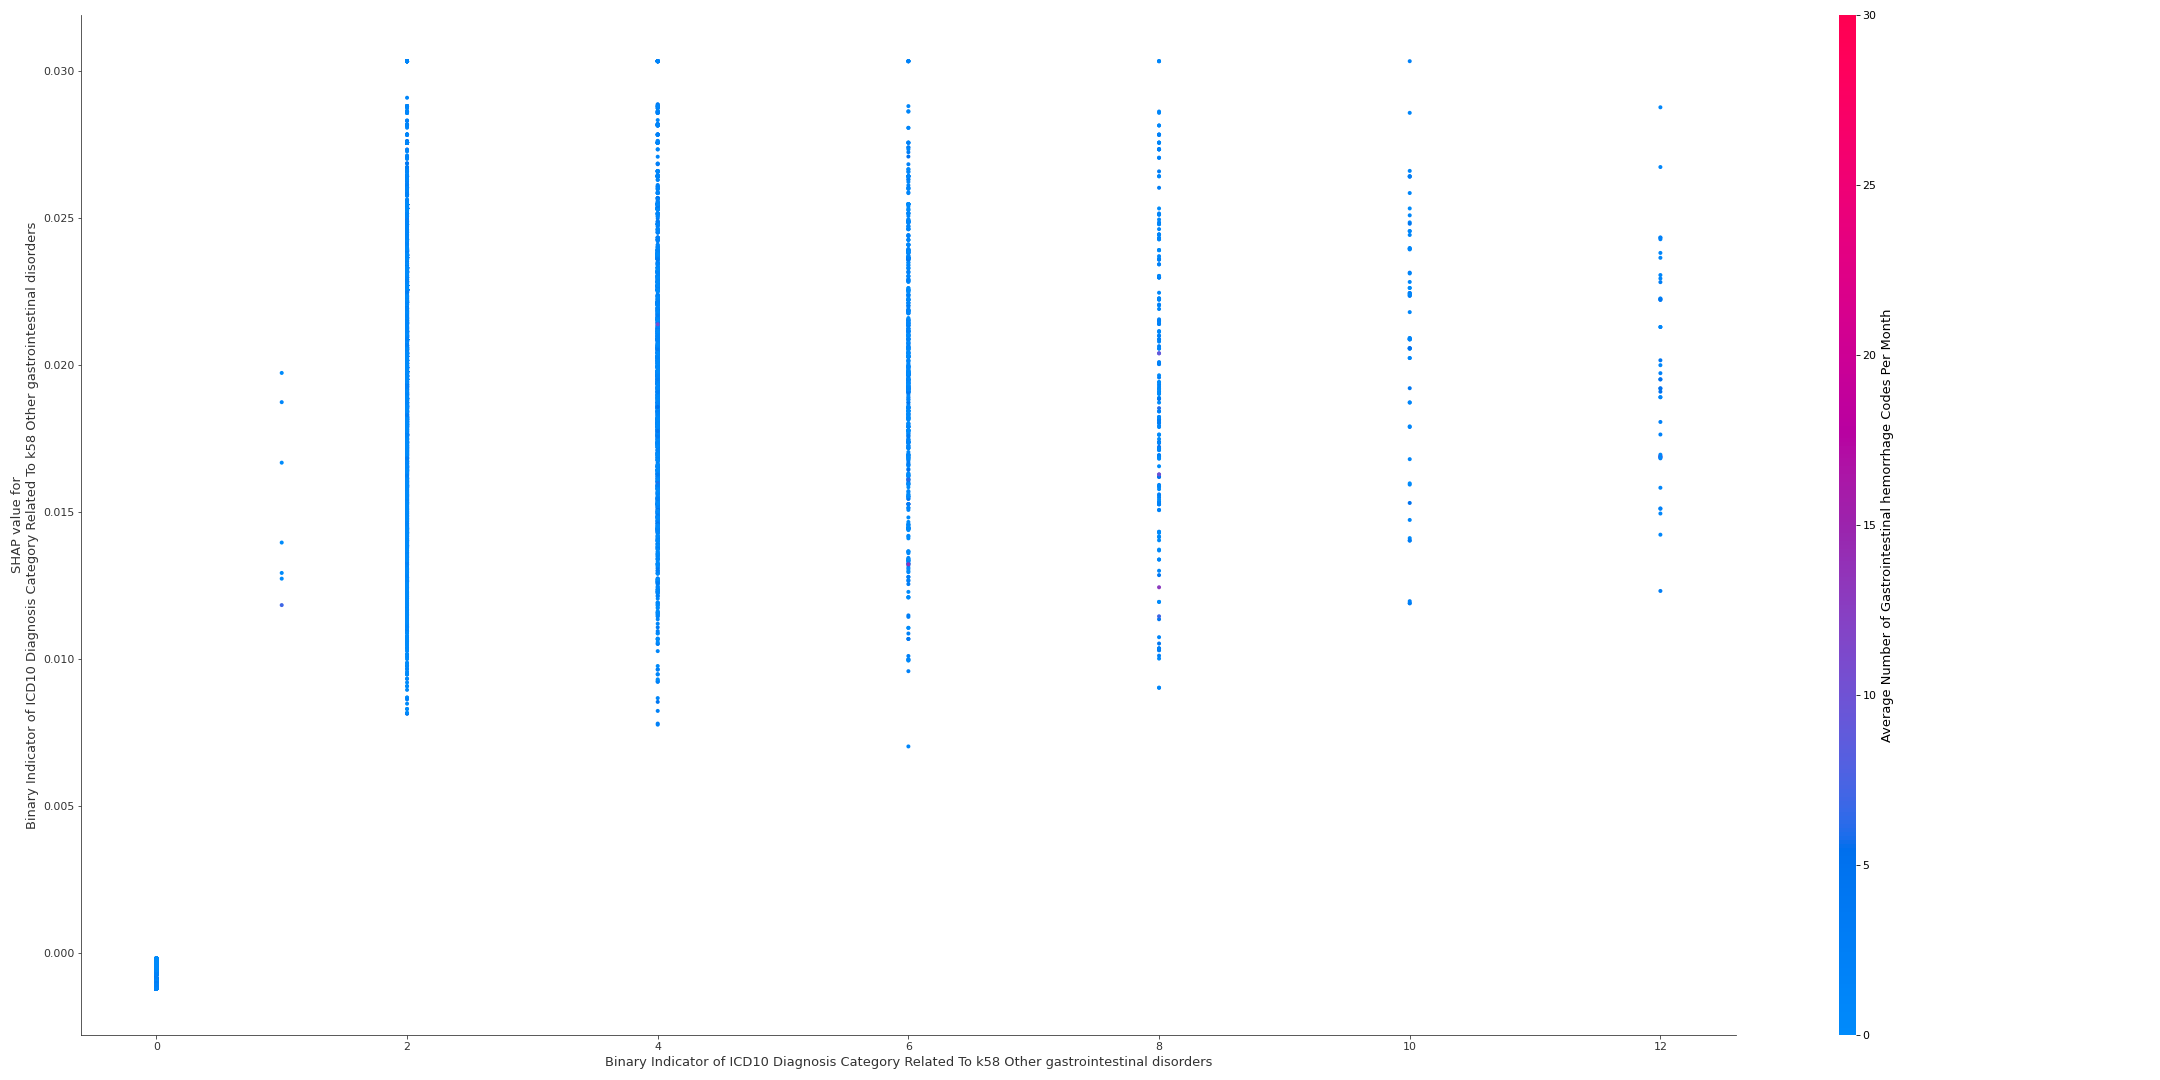 SHAP value for
Binary Indicator of ICD10 Diagnosis Category Related To k58 Other gastrointestinal disorders
0.030
0.025
0.020
0.015
0.010
0.005
0.000
0 2 4 6 8 10 12
Binary Indicator of ICD10 Diagnosis Category Related To k58 Other gastrointestinal disorders
30
25
20
15
10
5
0
Average Number of Gastrointestinal hemorrhage Codes Per Month